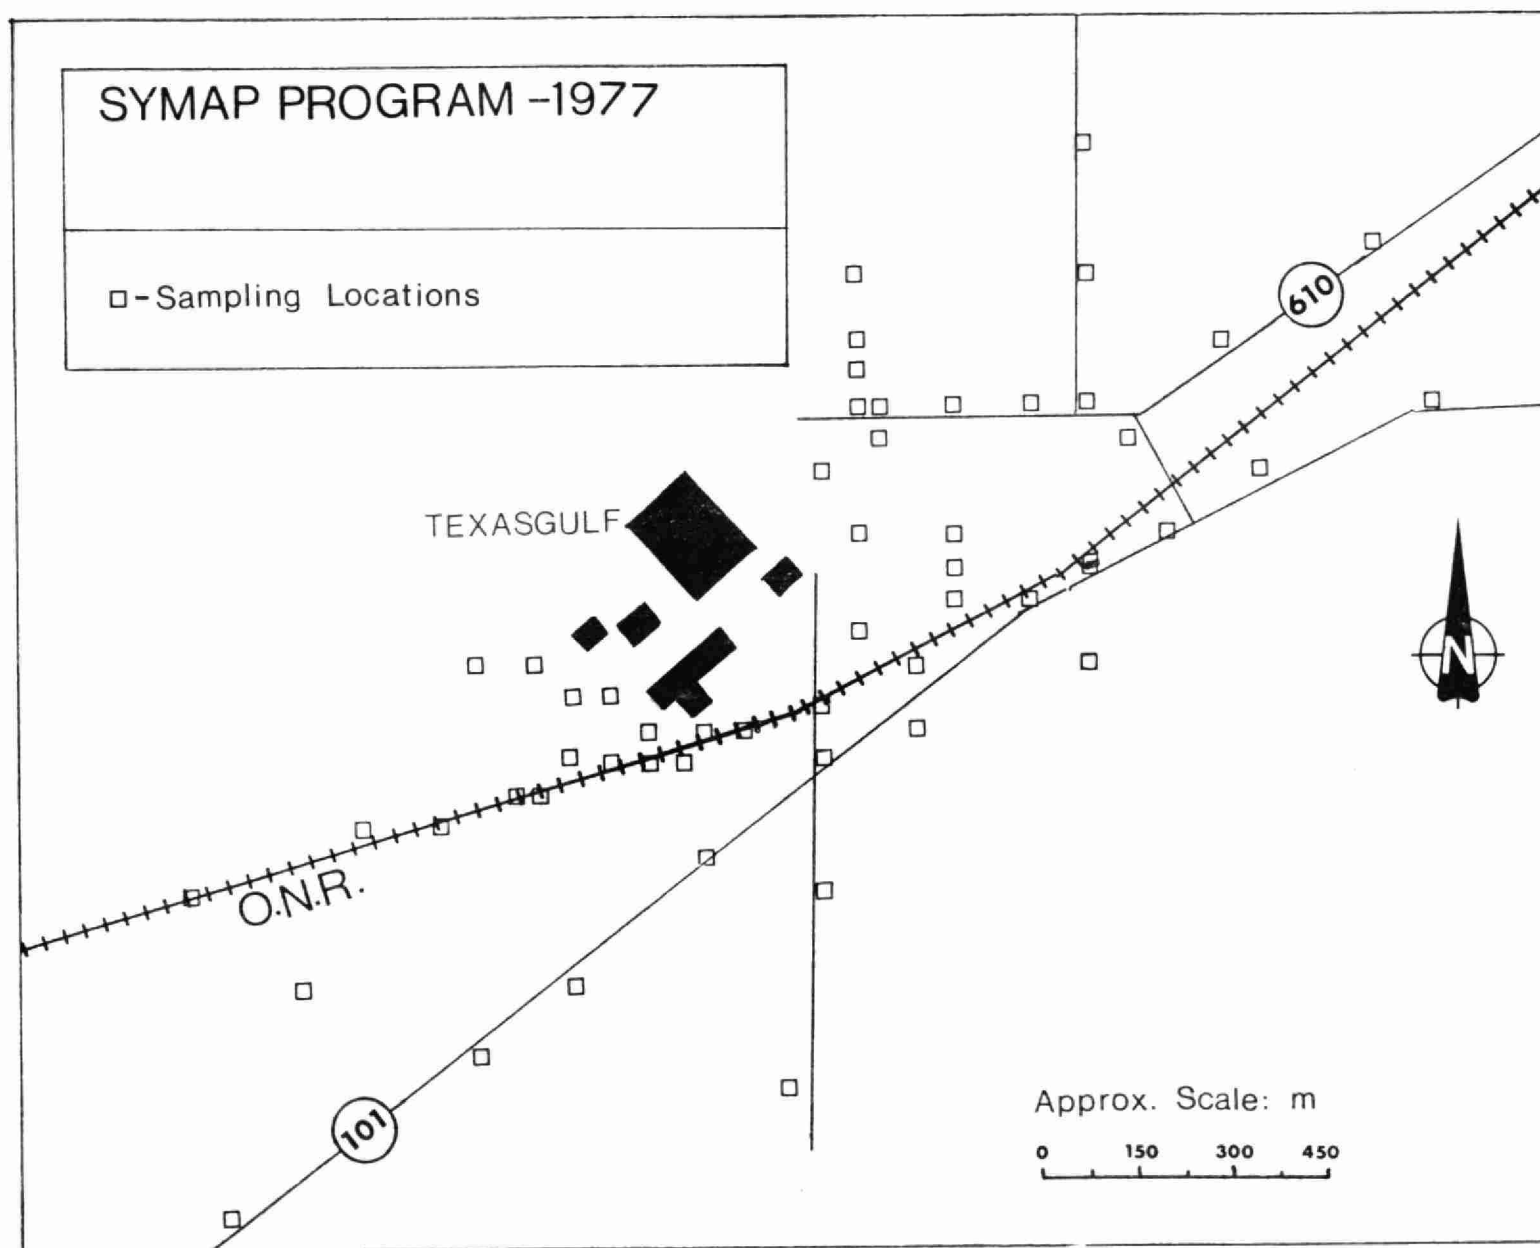 SYMAP PROGRAM -1977
□-Sampling Locations
610
TEXASGULF
N
O.N.R.
101
Approx. Scale: m
0 150 300 450